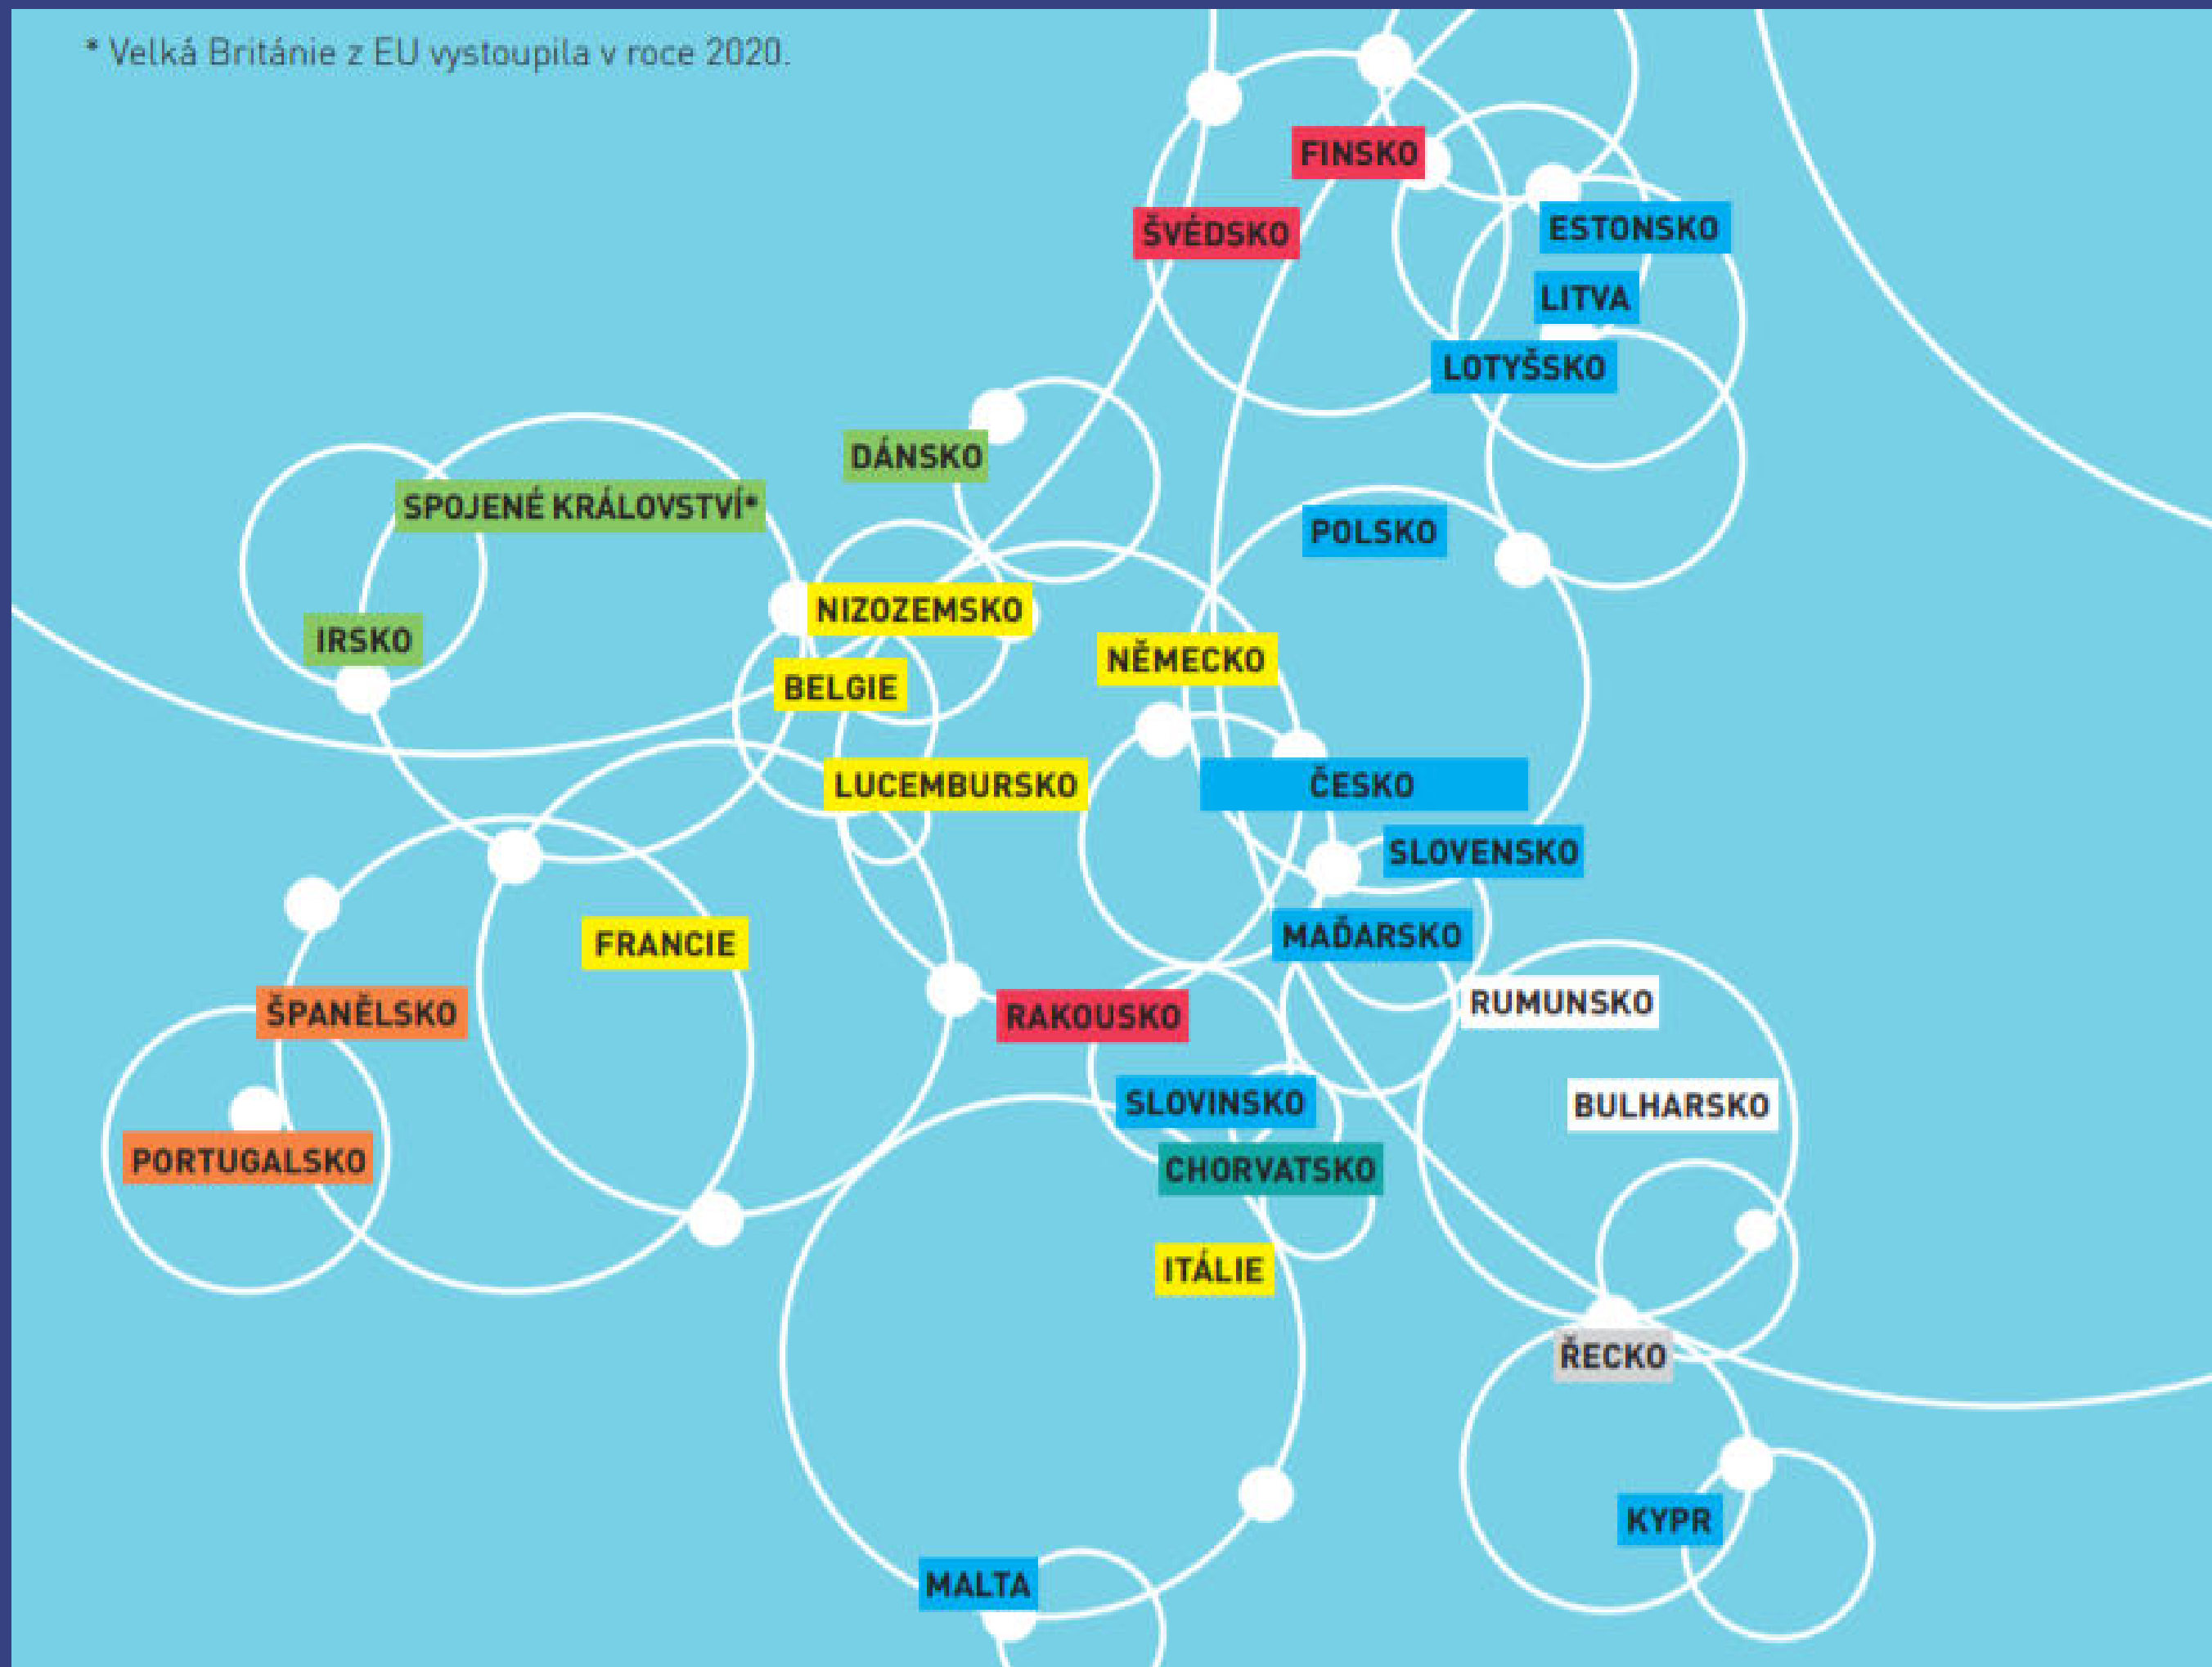 * Velká Británie z EU vystoupila v roce 2020.
FINSKO
ŠVÉDSKO
ESTONSKO
LITVA
LOTYŠSKO
DÁNSKO
SPOJENÉ KRÁLOVSTVÍ*
POLSKO
NIZOZEMSKO
IRSKO
NĚMECKO
BELGIE
LUCEMBURSKO
ČESKO
SLOVENSKO
FRANCIE
MAĎARSKO
RUMUNSKO
ŠPANĚLSKO
RAKOUSKO
SLOVINSKO
BULHARSKO
PORTUGALSKO
CHORVATSKO
ITÁLIE
ŘECKO
KYPR
MALTA